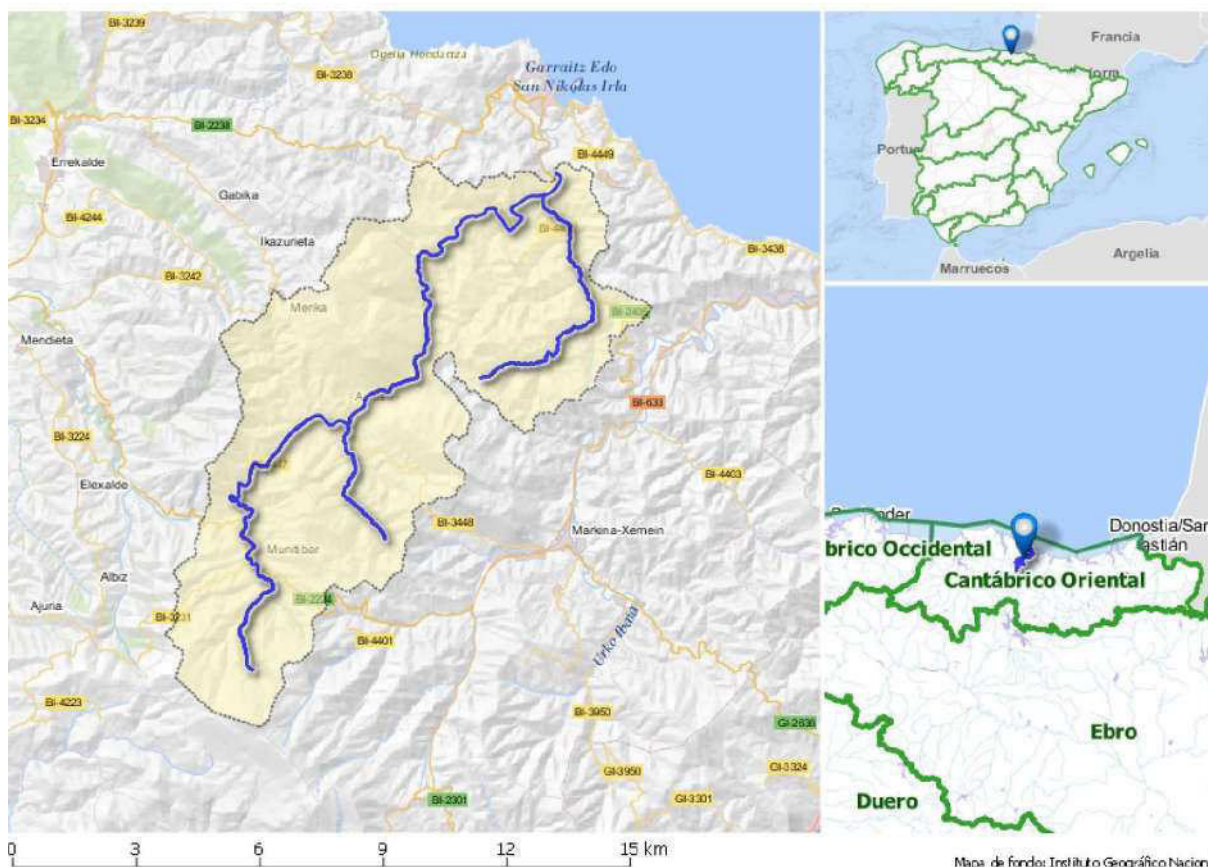 BI-3239
Ogella Hondartza
BI-3238
Garraitz Edo
San Nikolas Irla
BI-3234
BI-2238
BI-4449
Errekalde
Gabika
BI-4244
Ikazurieta
BI-3438
BI-3242
Merika
Mendieta
BI-633
BI-3224
BI-4403
Elexalde
BI-3448
Markina-Xemein
Munitibar
Albiz
Ajuria
BI-3231
BI-2224
BI-4401
Urko Ibaia
BI-4223
BI-3950
GI-2636
GI-3950
GI-3324
BI-2301
GI-3301
0
3
6
9
12
15 km
Francia
Portu
Marruecos
Argelia
Donostia/San
astián
brico Occidental
Cantábrico Oriental
Ebro
Duero
Mapa de fondo: Instituto Geográfico Nacion